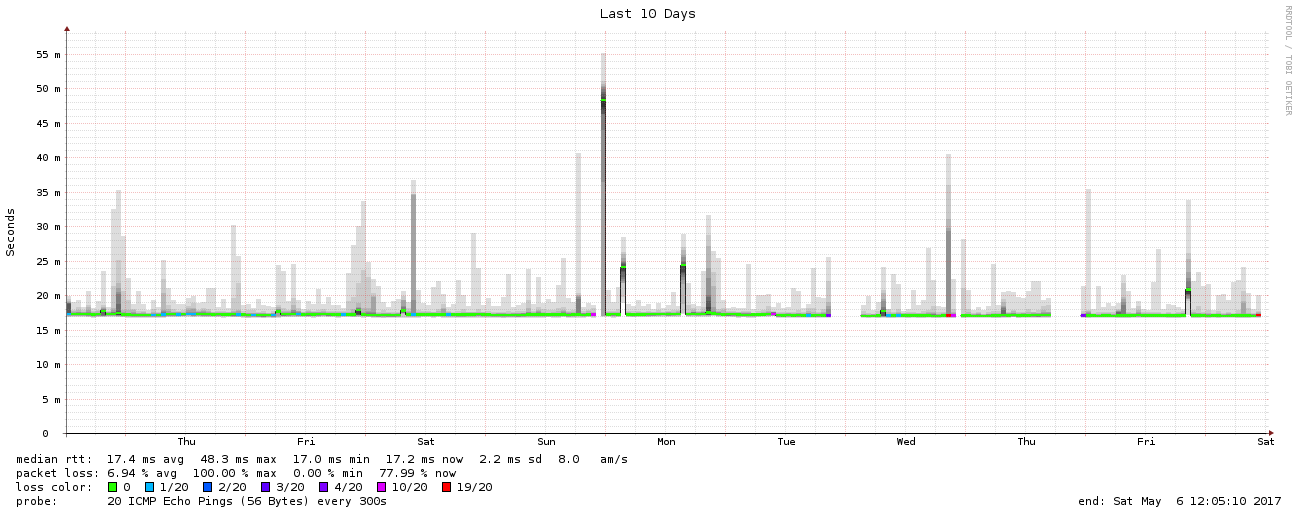 Last 10 Days
RRDTOOL / TOBI OETIKER
Seconds
55 m
50 m
45 m
40 m
35 m
30 m
25 m
20 m
15 m
10 m
5 m
0
Thu Fri Sat Sun Mon Tue Wed Thu Fri Sat
median rtt: 17.4 ms avg 48.3 ms max 17.0 ms min 17.2 ms now 2.2 ms sd 8.0 am/s
packet loss: 6.94 % avg 100.00 % max 0.00 % min 77.99 % now
loss color: 0 1/20 2/20 3/20 4/20 10/20 19/20
probe: 20 ICMP Echo Pings (56 Bytes) every 300s end: Sat May 6 12:05:10 2017